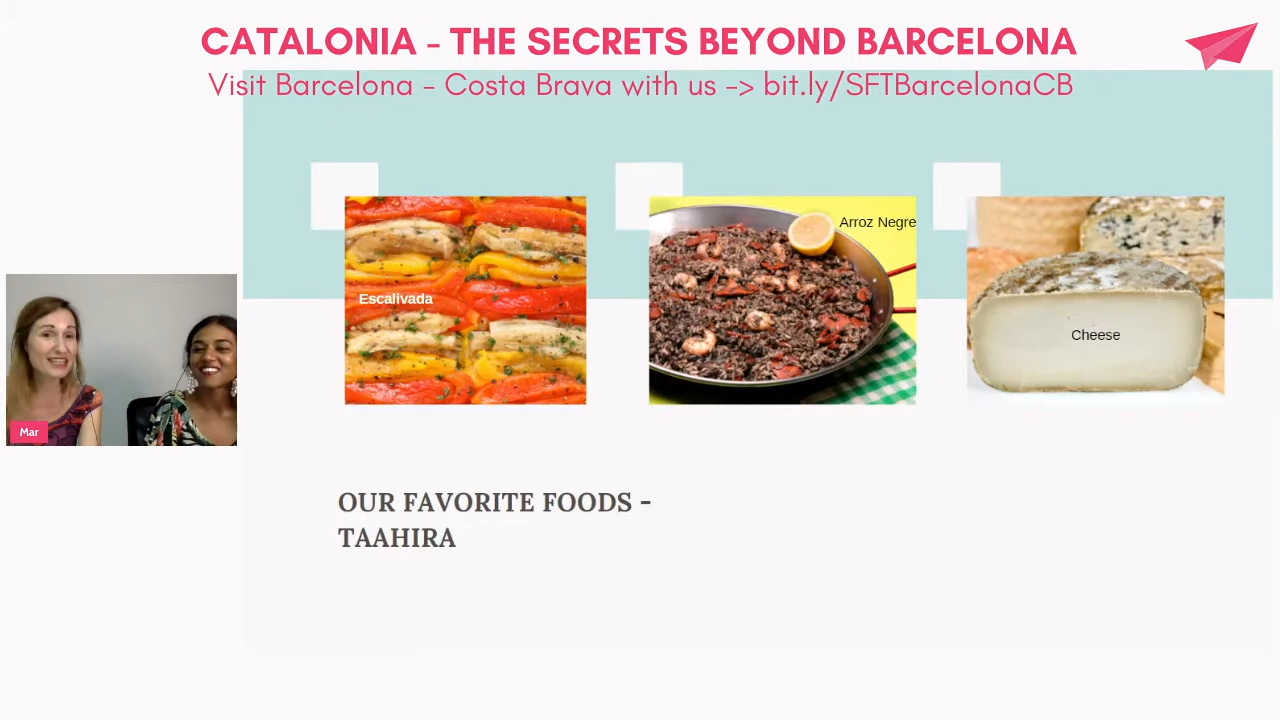 CATALONIA - THE SECRETS BEYOND BARCELONA
Visit Barcelona - Costa Brava with us -> bit.ly/SFTBarcelonaCB
Escalivada
Arroz Negre
Cheese
Mar
OUR FAVORITE FOODS -
TAAHIRA